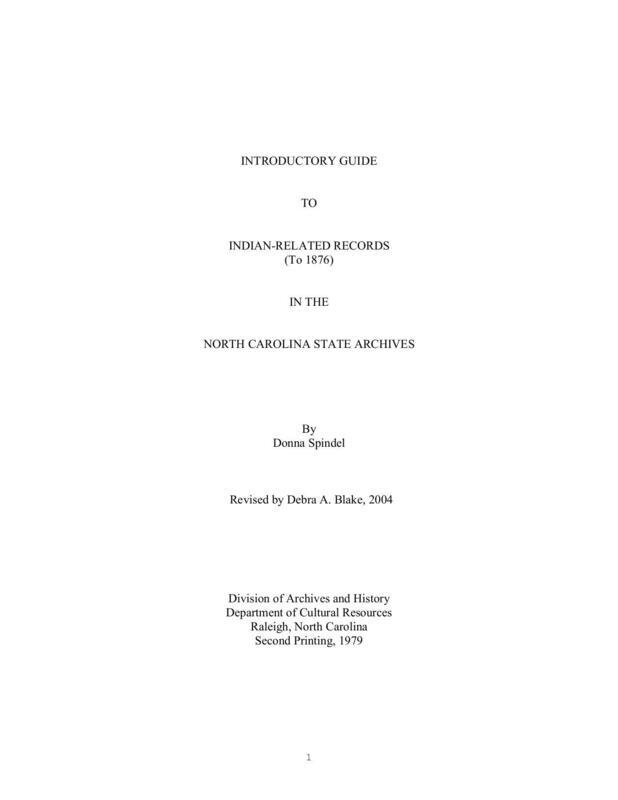 INTRODUCTORY GUIDE
TO
INDIAN-RELATED RECORDS
(To 1876)
IN THE
NORTH CAROLINA STATE ARCHIVES
By
Donna Spindel
Revised by Debra A. Blake, 2004
Division of Archives and History
Department of Cultural Resources
Raleigh, North Carolina
Second Printing, 1979
1